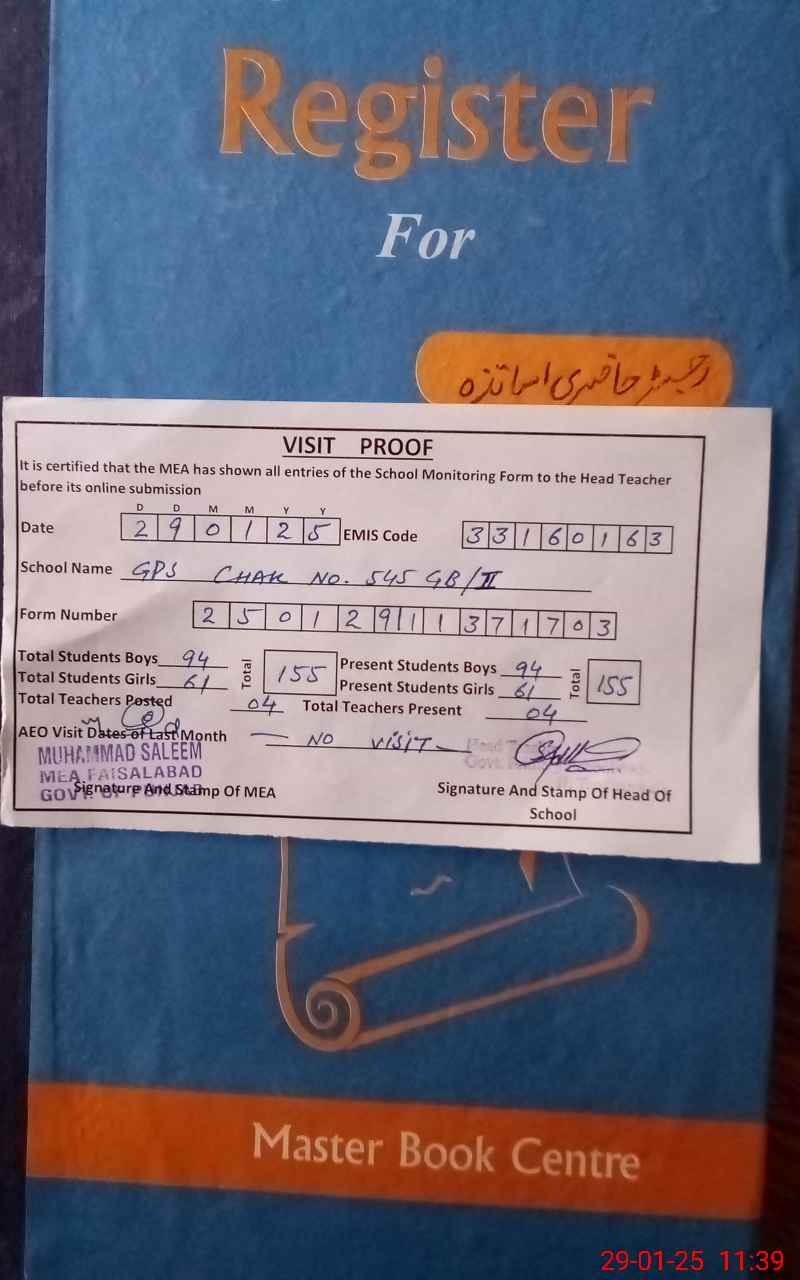 Register
For
رجسٹر حاضری اساتذہ
VISIT PROOF
It is certified that the MEA has shown all entries of the School Monitoring Form to the Head Teacher
before its online submission
D D M M Y Y
Date 2 9 0 1 2 5 EMIS Code 3 3 1 6 0 1 6 3
School Name GPS CHAK NO. 545 GB/II
Form Number 2 5 0 1 2 9 1 1 3 7 1 7 0 3
Total Students Boys 94 Total 155 Present Students Boys 94 Total 155
Total Students Girls 61 Present Students Girls 61
Total Teachers Posted 04 Total Teachers Present 04
AEO Visit Dates of Last Month — NO VISIT —
MUHAMMAD SALEEM
MEA FAISALABAD
Signature And Stamp Of MEA
Signature And Stamp Of Head Of
School
Master Book Centre
29-01-25 11:39